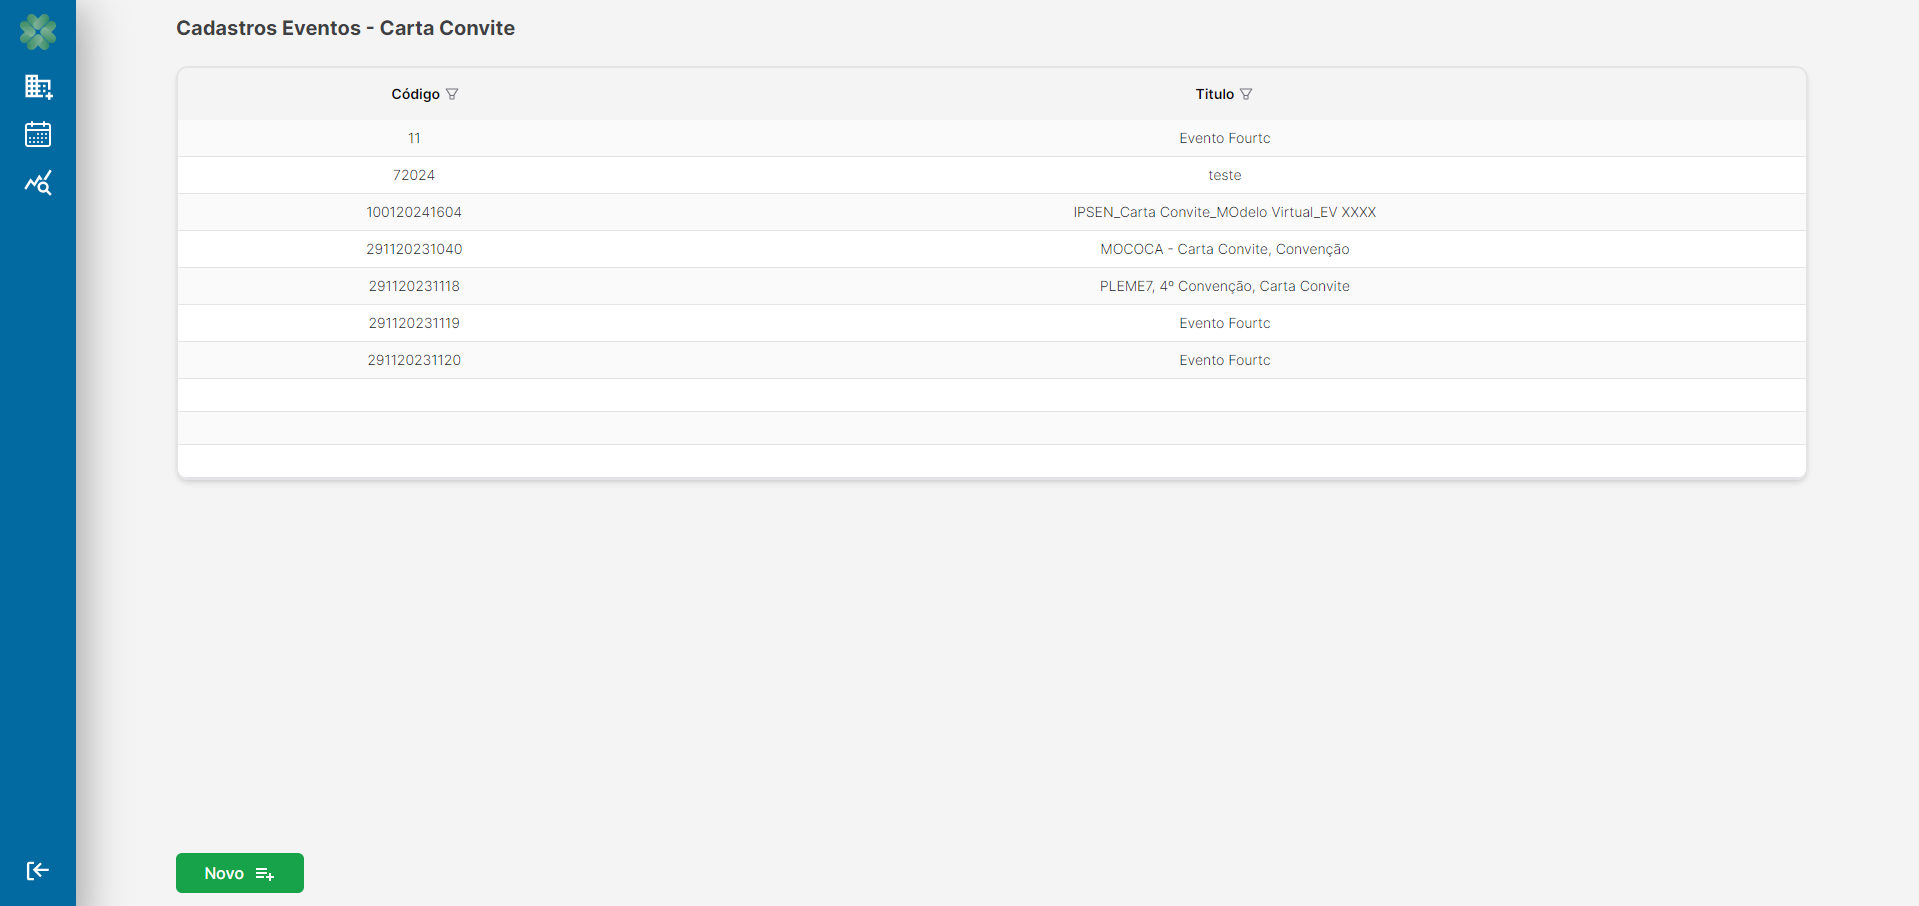 Cadastros Eventos - Carta Convite
Código Titulo
11 Evento Fourtc
72024 teste
100120241604 IPSEN_Carta Convite_MOdelo Virtual_EV XXXX
291120231040 MOCOCA - Carta Convite, Convenção
291120231118 PLEME7, 4º Convenção, Carta Convite
291120231119 Evento Fourtc
291120231120 Evento Fourtc
Novo